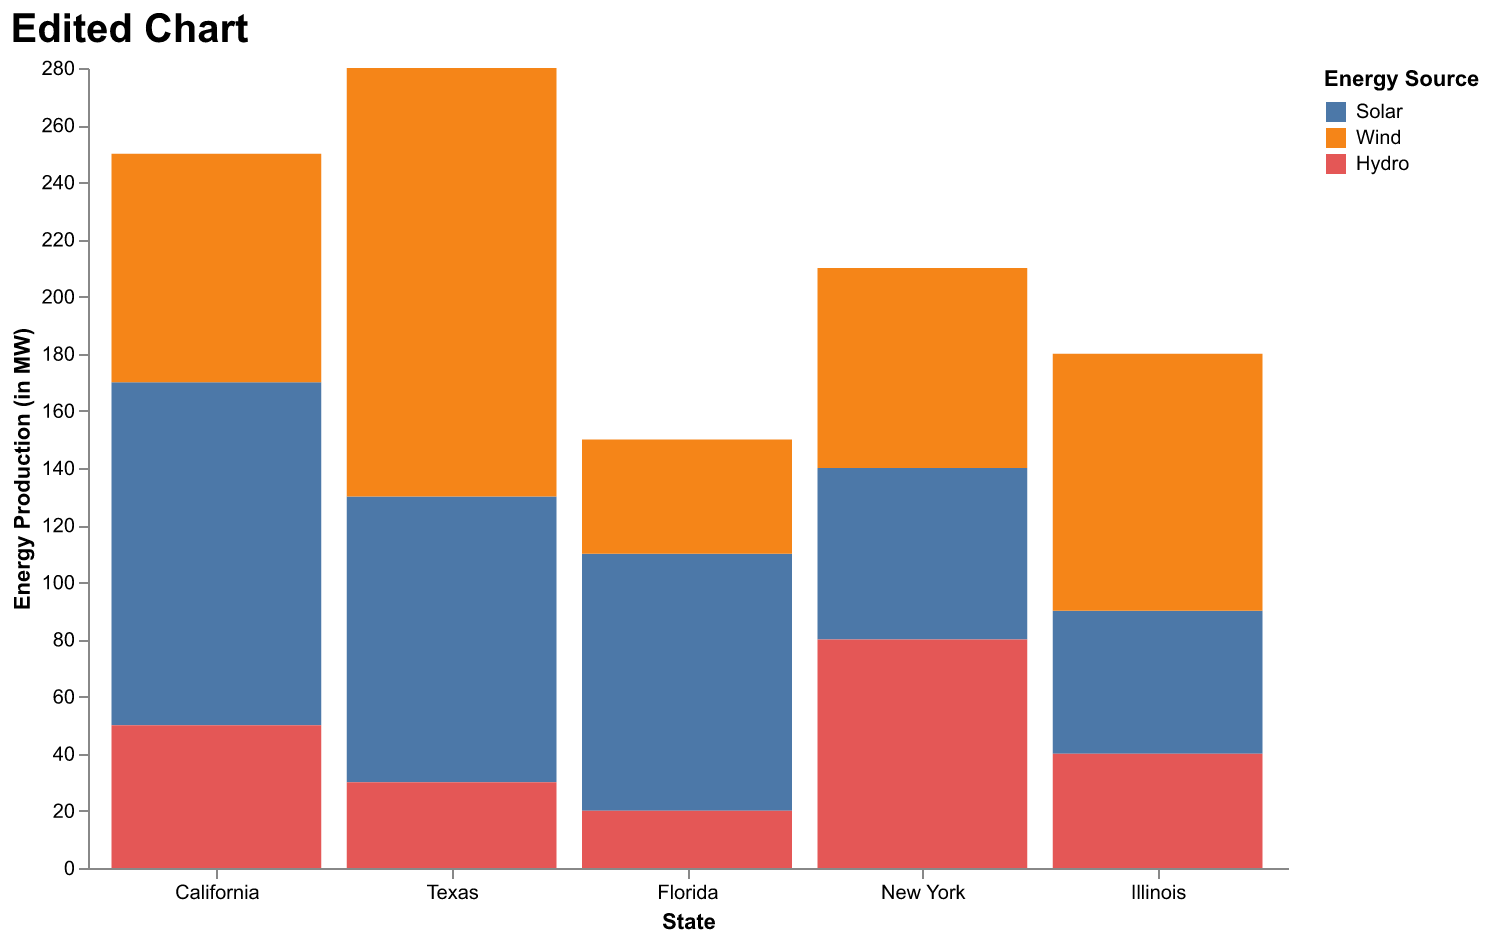 Edited Chart
Energy Production (in MW)
280
260
240
220
200
180
160
140
120
100
80
60
40
20
0
California
Texas
Florida
New York
Illinois
State
Energy Source
Solar
Wind
Hydro